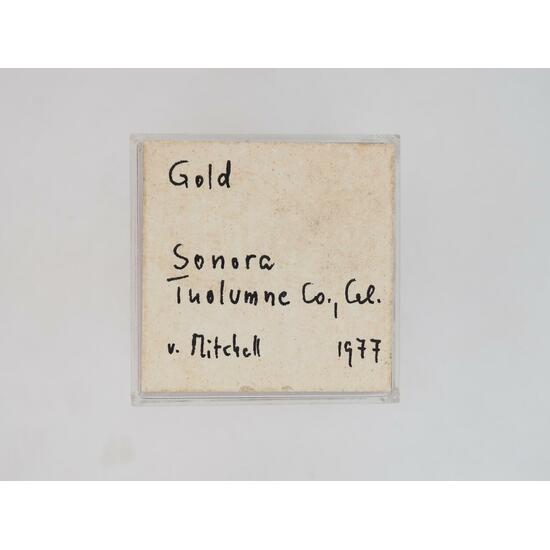 Gold
Sonora
Tuolumne Co., Cal.
v. Mitchell 1977